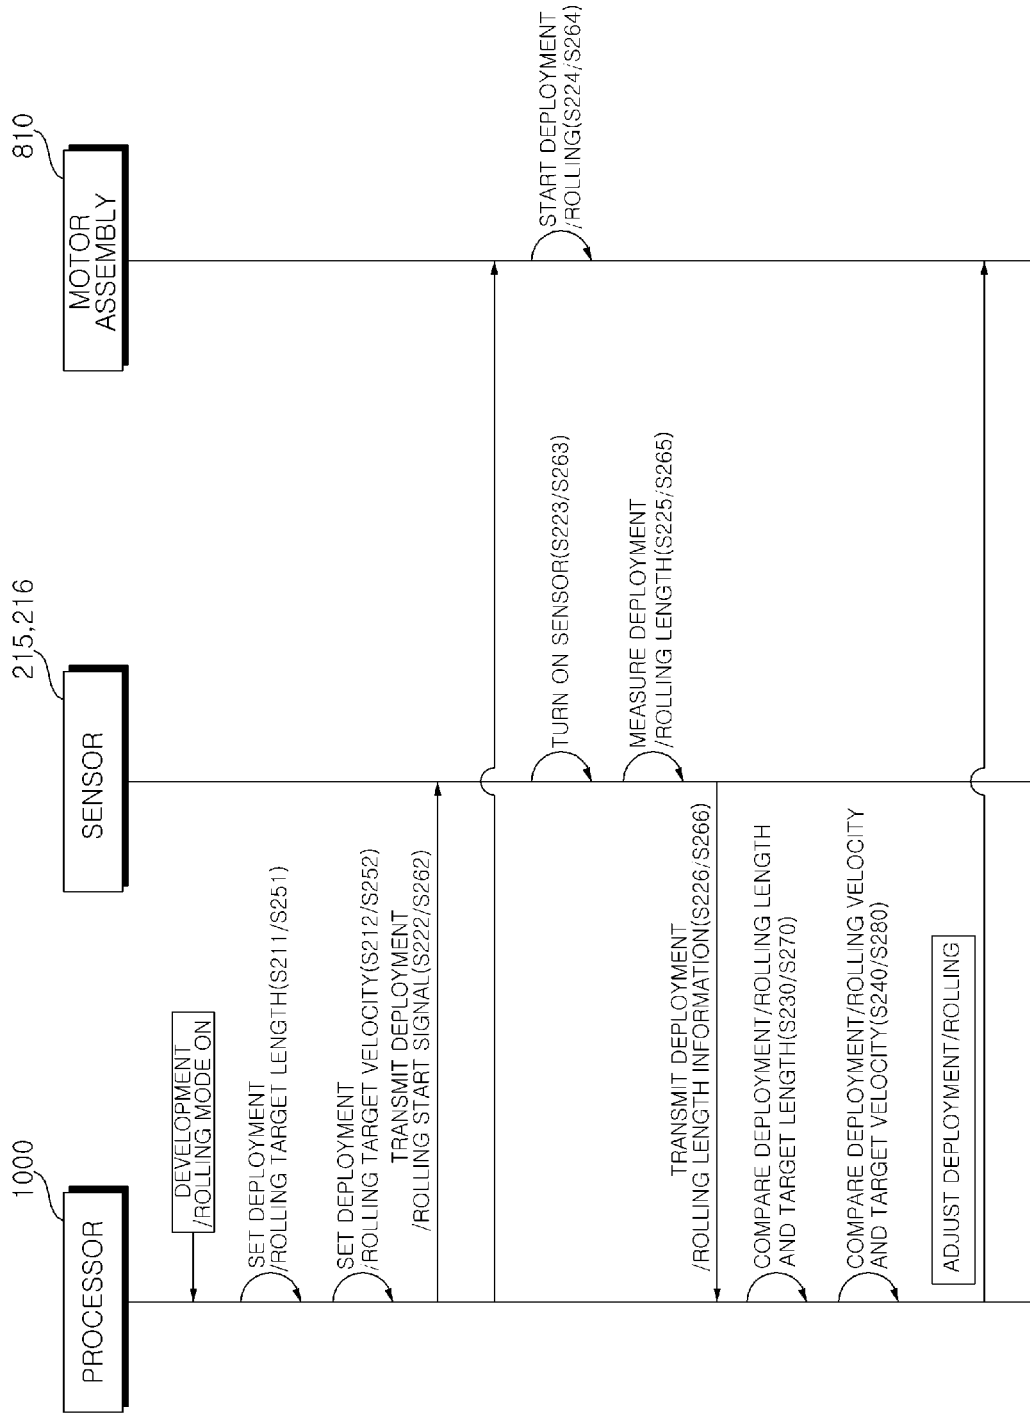 1000
PROCESSOR
215,216
SENSOR
810
MOTOR
ASSEMBLY
DEVELOPMENT
/ROLLING MODE ON
SET DEPLOYMENT
/ROLLING TARGET LENGTH(S211/S251)
SET DEPLOYMENT
/ROLLING TARGET VELOCITY(S212/S252)
TRANSMIT DEPLOYMENT
/ROLLING START SIGNAL(S222/S262)
TURN ON SENSOR(S223/S263)
START DEPLOYMENT
/ROLLING(S224/S264)
MEASURE DEPLOYMENT
/ROLLING LENGTH(S225/S265)
TRANSMIT DEPLOYMENT
/ROLLING LENGTH INFORMATION(S226/S266)
COMPARE DEPLOYMENT/ROLLING LENGTH
AND TARGET LENGTH(S230/S270)
COMPARE DEPLOYMENT/ROLLING VELOCITY
AND TARGET VELOCITY(S240/S280)
ADJUST DEPLOYMENT/ROLLING